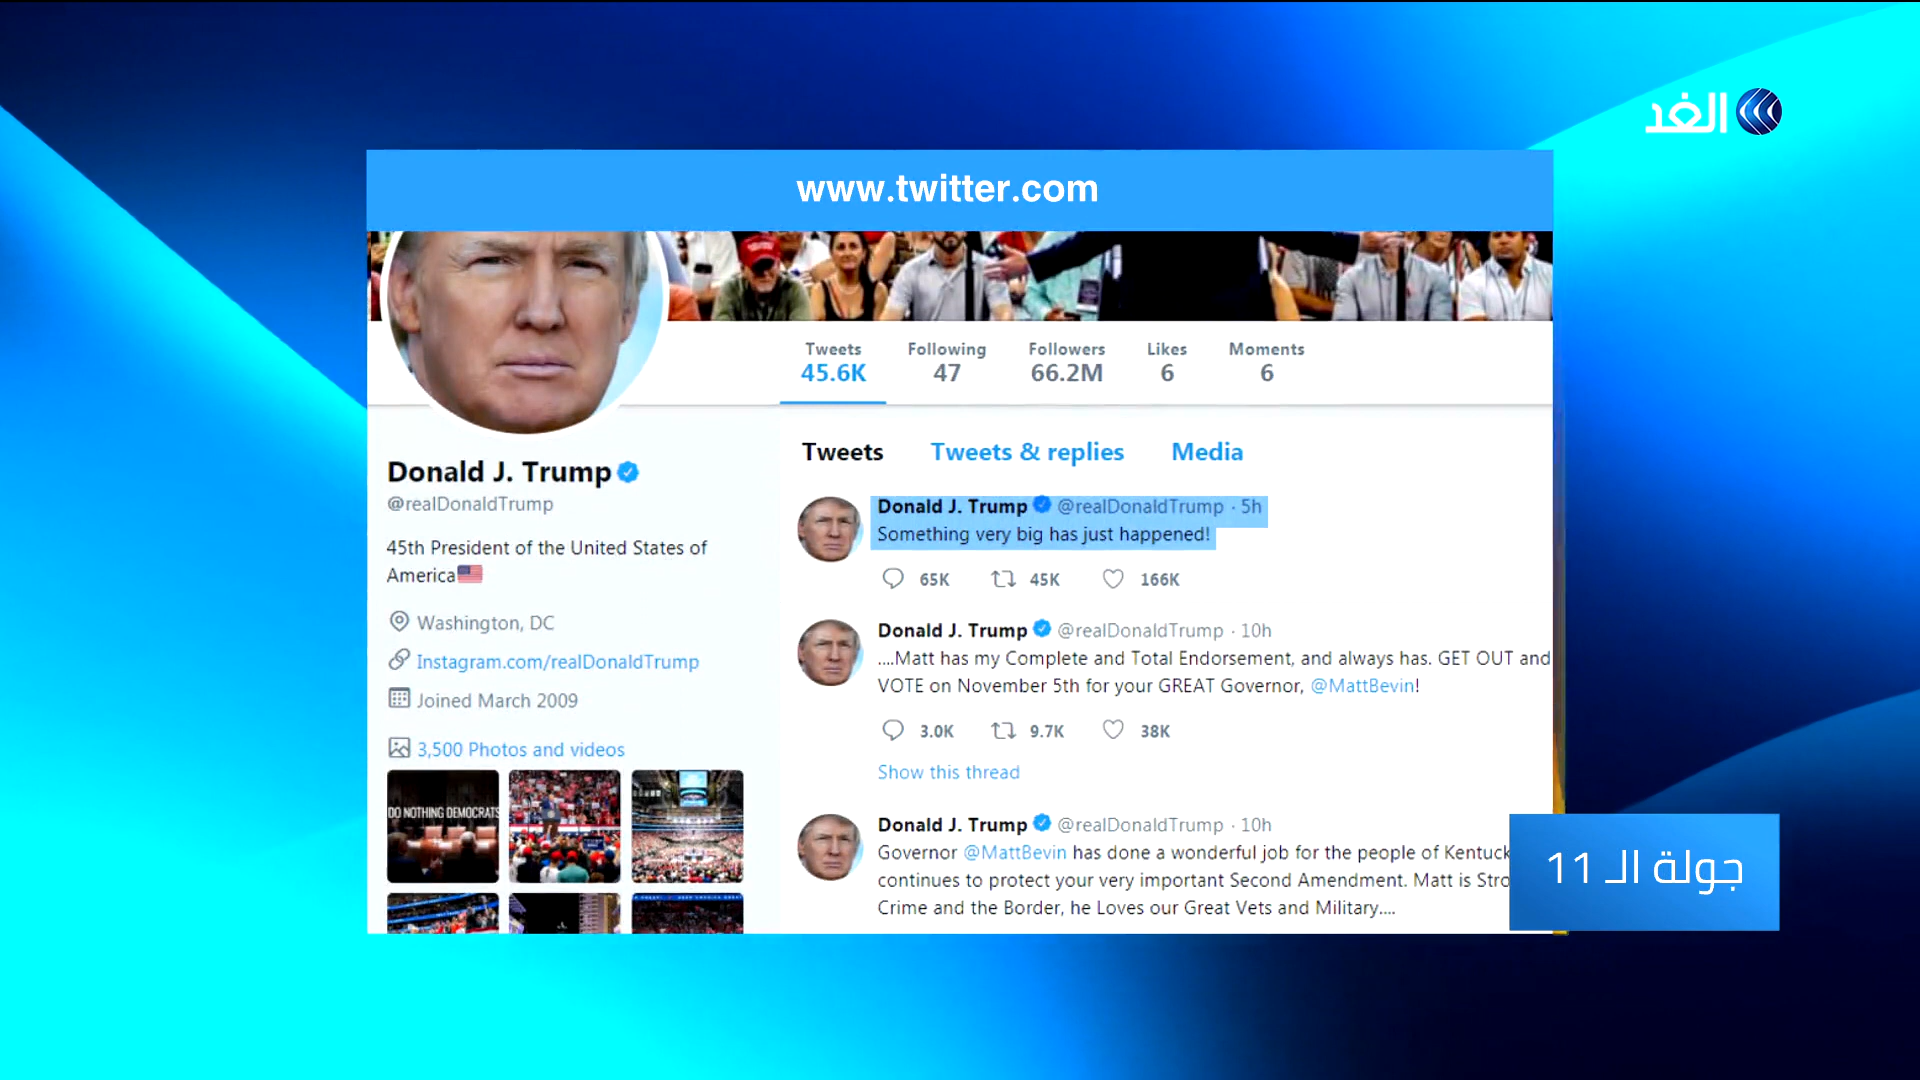 الغد
www.twitter.com
Tweets Following Followers Likes Moments
45.6K 47 66.2M 6 6
Donald J. Trump
@realDonaldTrump
45th President of the United States of
America
Washington, DC
Instagram.com/realDonaldTrump
Joined March 2009
3,500 Photos and videos
DO NOTHING DEMOCRATS
Tweets Tweets & replies Media
Donald J. Trump @realDonaldTrump · 5h
Something very big has just happened!
65K 45K 166K
Donald J. Trump @realDonaldTrump · 10h
....Matt has my Complete and Total Endorsement, and always has. GET OUT and
VOTE on November 5th for your GREAT Governor, @MattBevin!
3.0K 9.7K 38K
Show this thread
Donald J. Trump @realDonaldTrump · 10h
Governor @MattBevin has done a wonderful job for the people of Kentuck
continues to protect your very important Second Amendment. Matt is Stro
Crime and the Border, he Loves our Great Vets and Military....
جولة الـ 11